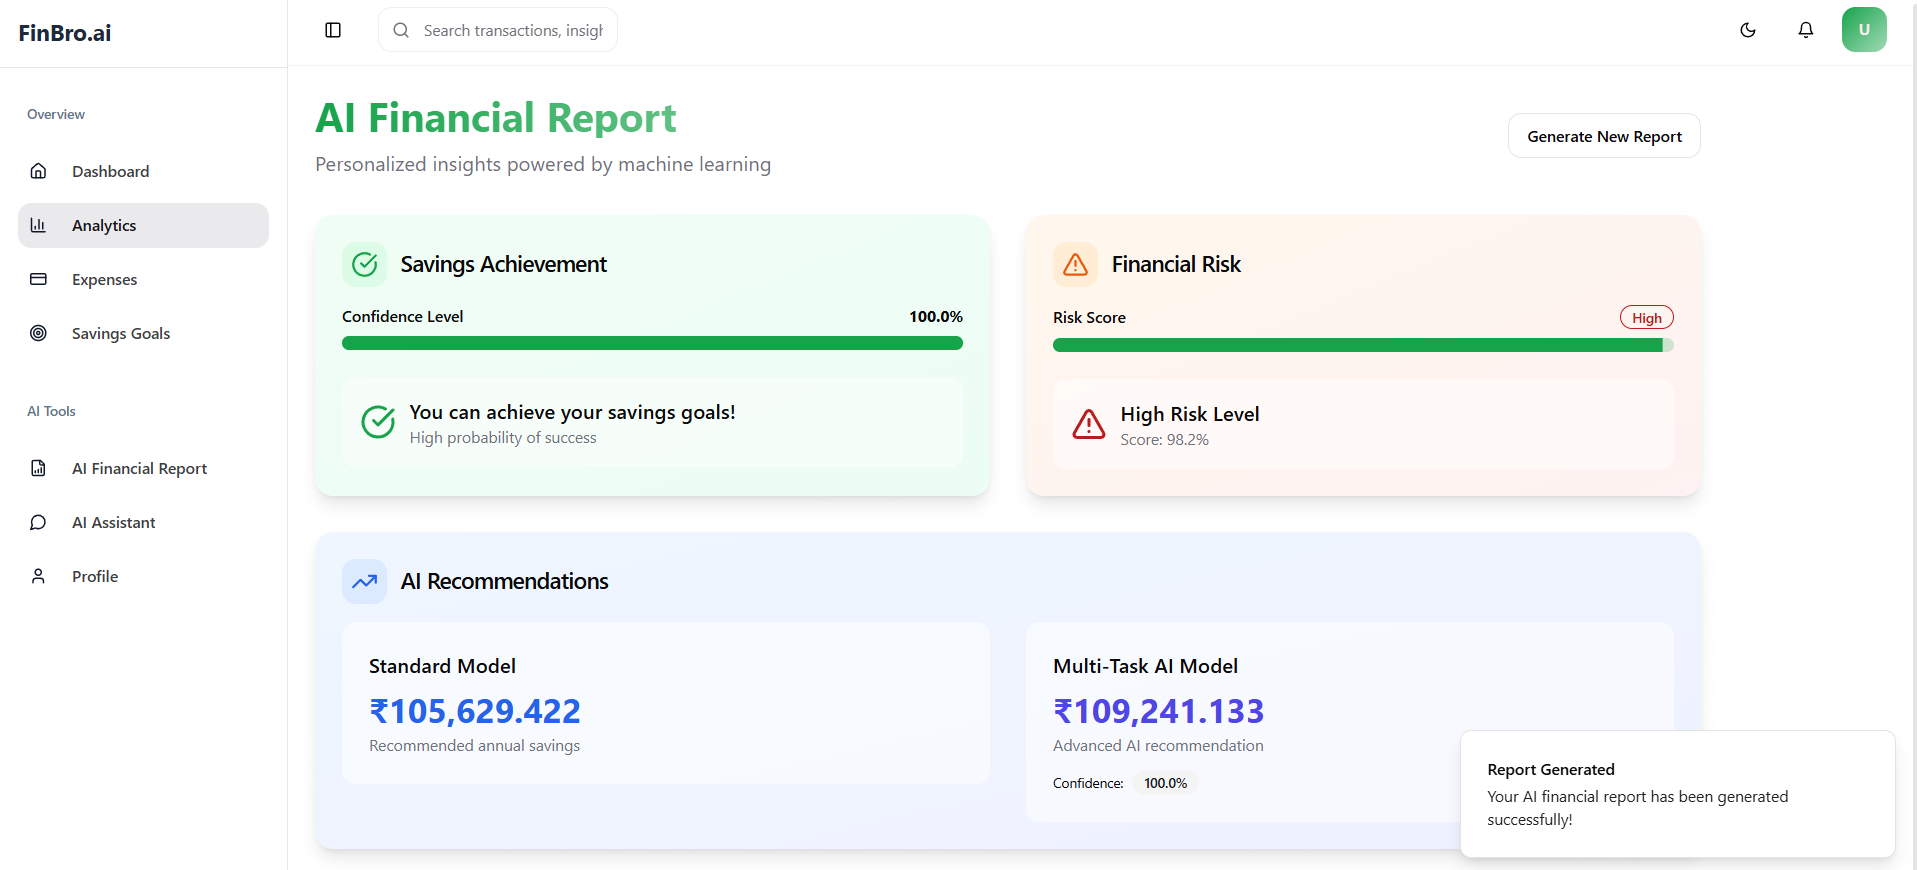 FinBro.ai
Search transactions, insigh
U
Overview
Dashboard
Analytics
Expenses
Savings Goals
AI Tools
AI Financial Report
AI Assistant
Profile
AI Financial Report
Personalized insights powered by machine learning
Generate New Report
Savings Achievement
Confidence Level 100.0%
You can achieve your savings goals!
High probability of success
Financial Risk
Risk Score High
High Risk Level
Score: 98.2%
AI Recommendations
Standard Model
₹105,629.422
Recommended annual savings
Multi-Task AI Model
₹109,241.133
Advanced AI recommendation
Confidence: 100.0%
Report Generated
Your AI financial report has been generated
successfully!